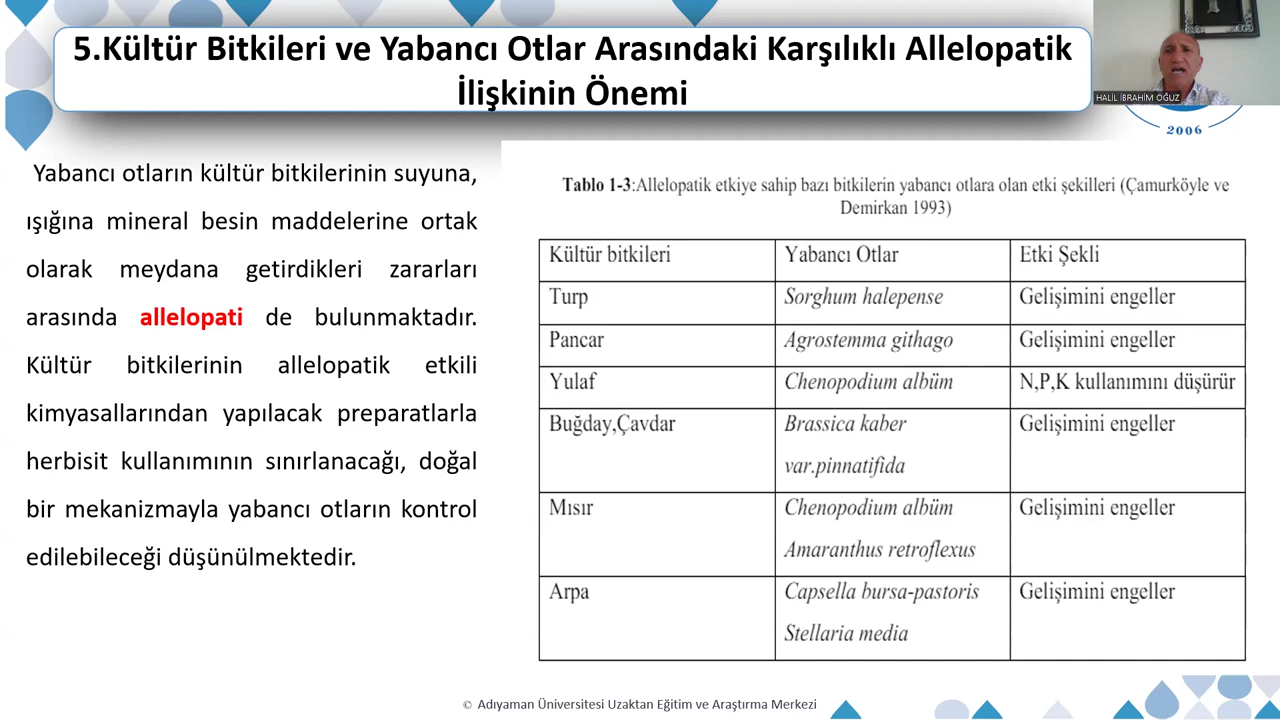 5.Kültür Bitkileri ve Yabancı Otlar Arasındaki Karşılıklı Allelopatik
İlişkinin Önemi
HALİL İBRAHİM OĞUZ
2006
Yabancı otların kültür bitkilerinin suyuna,
ışığına mineral besin maddelerine ortak
olarak meydana getirdikleri zararları
arasında allelopati de bulunmaktadır.
Kültür bitkilerinin allelopatik etkili
kimyasallarından yapılacak preparatlarla
herbisit kullanımının sınırlanacağı, doğal
bir mekanizmayla yabancı otların kontrol
edilebileceği düşünülmektedir.
Tablo 1-3:Allelopatik etkiye sahip bazı bitkilerin yabancı otlara olan etki şekilleri (Çamurköyle ve
Demirkan 1993)
Kültür bitkileri Yabancı Otlar Etki Şekli
Turp Sorghum halepense Gelişimini engeller
Pancar Agrostemma githago Gelişimini engeller
Yulaf Chenopodium albüm N,P,K kullanımını düşürür
Buğday,Çavdar Brassica kaber Gelişimini engeller
var.pinnatifida
Mısır Chenopodium albüm Gelişimini engeller
Amaranthus retroflexus
Arpa Capsella bursa-pastoris Gelişimini engeller
Stellaria media
© Adıyaman Üniversitesi Uzaktan Eğitim ve Araştırma Merkezi